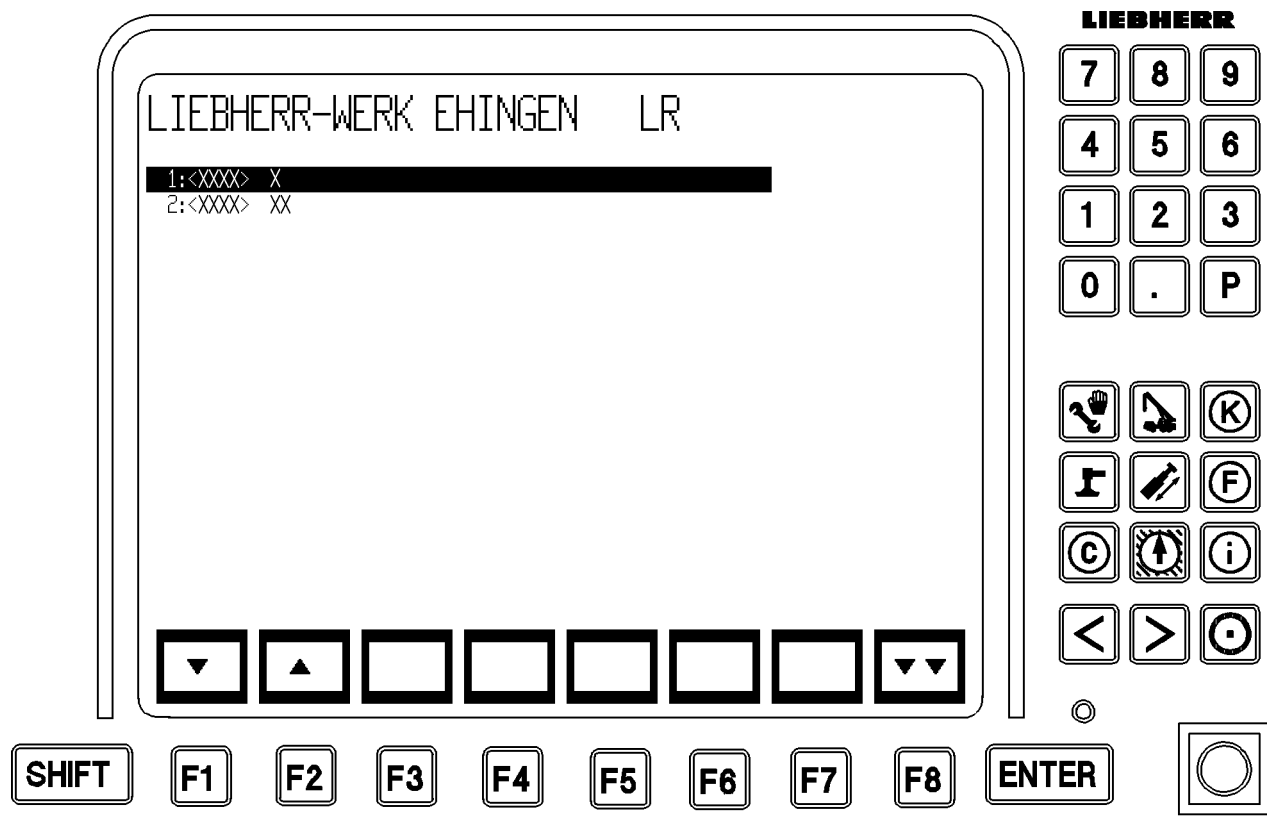 LIEBHERR
LIEBHERR-WERK EHINGEN LR
1:<XXXX> X
2:<XXXX> XX
7 8 9
4 5 6
1 2 3
0 . P
K
F
C i
< >
SHIFT F1 F2 F3 F4 F5 F6 F7 F8 ENTER